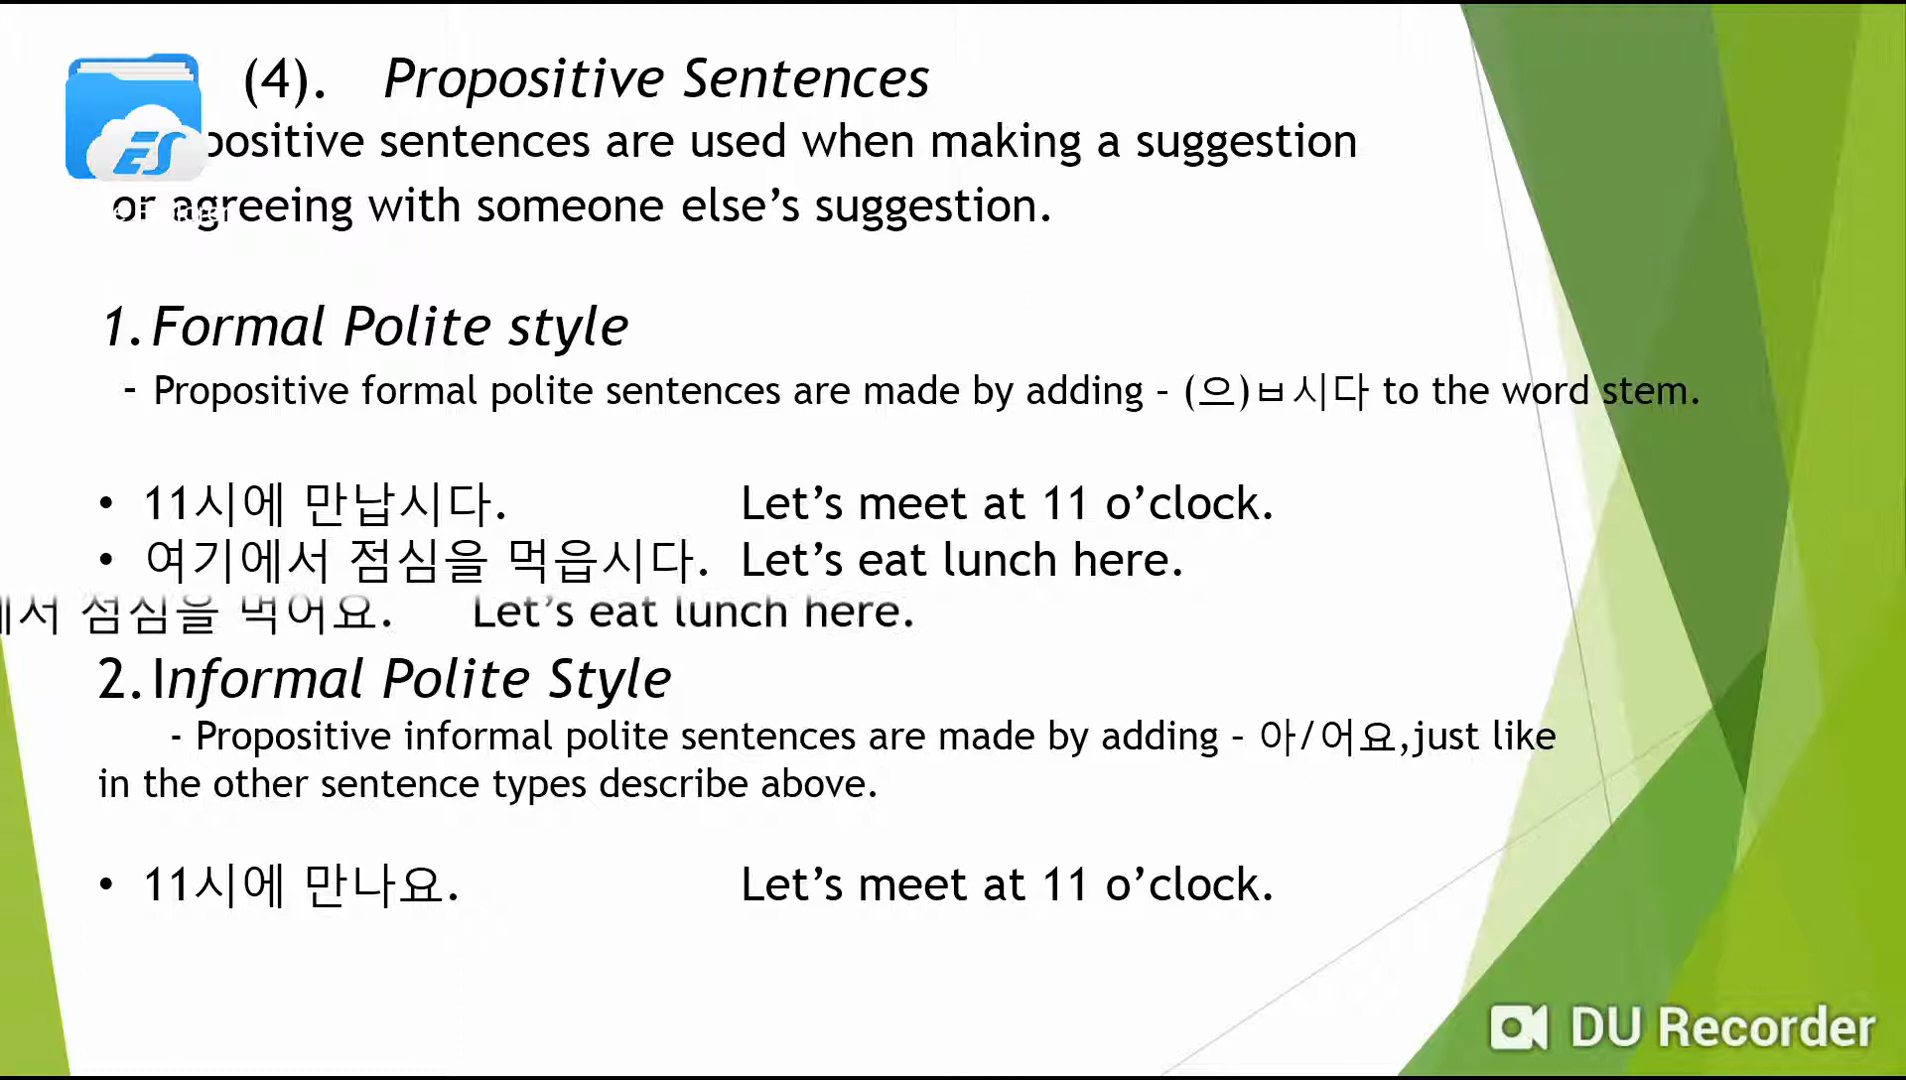 (4). Propositive Sentences
positive sentences are used when making a suggestion
or agreeing with someone else’s suggestion.
1. Formal Polite style
- Propositive formal polite sentences are made by adding – (으)ㅂ시다 to the word stem.
• 11시에 만납시다. Let’s meet at 11 o’clock.
• 여기에서 점심을 먹읍시다. Let’s eat lunch here.
에서 점심을 먹어요. Let’s eat lunch here.
2. Informal Polite Style
- Propositive informal polite sentences are made by adding – 아/어요,just like
in the other sentence types describe above.
• 11시에 만나요. Let’s meet at 11 o’clock.
ES
DU Recorder